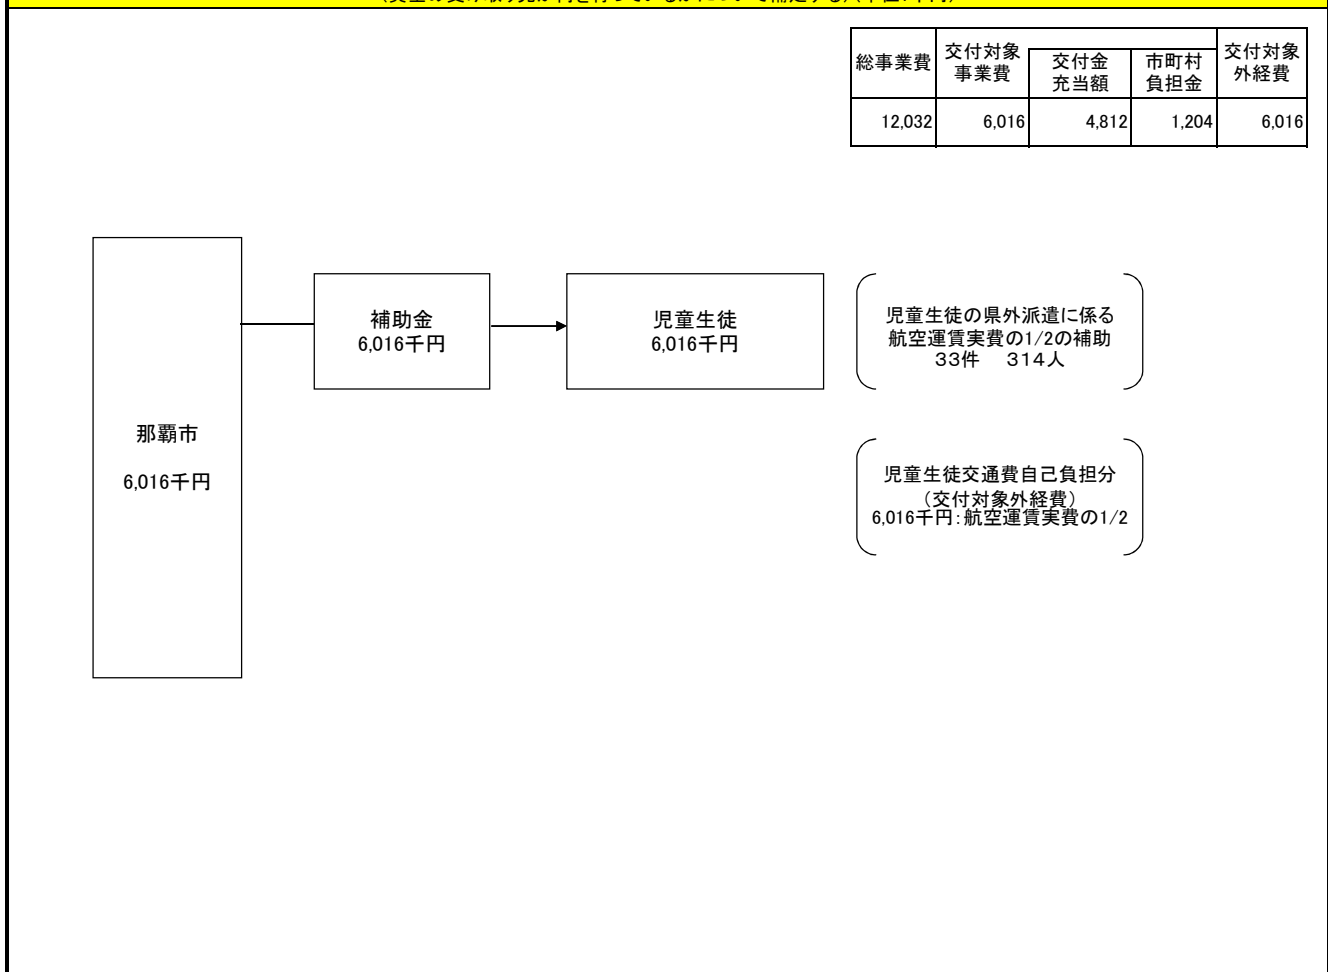 総事業費
交付対象
事業費
交付金
充当額
市町村
負担金
交付対象
外経費
12,032 6,016 4,812 1,204 6,016
補助金
6,016千円
児童生徒
6,016千円
児童生徒の県外派遣に係る
航空運賃実費の1/2の補助
33件 314人
那覇市
6,016千円
児童生徒交通費自己負担分
（交付対象外経費）
6,016千円：航空運賃実費の1/2